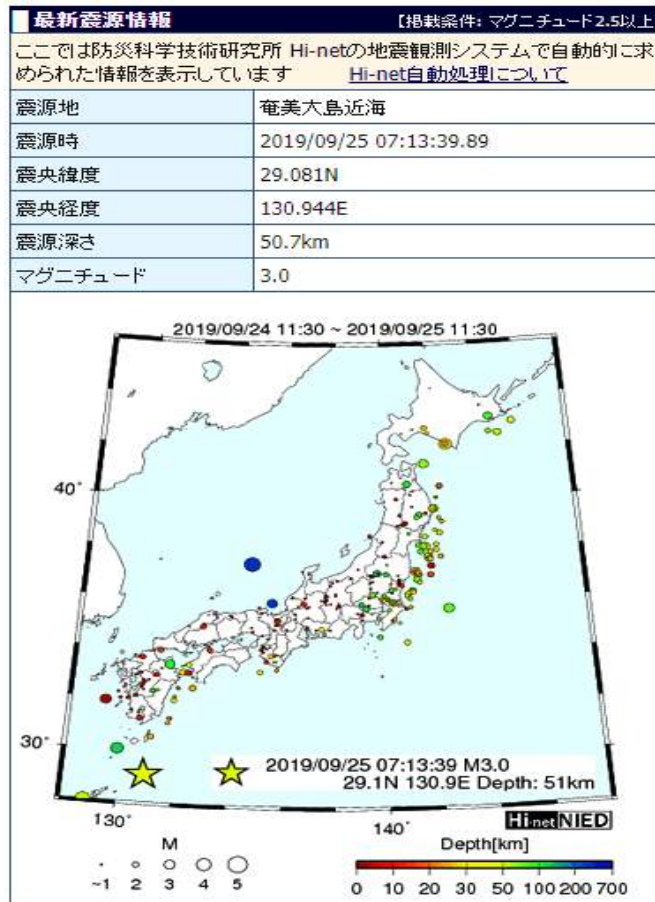 最新震源情報 【掲載条件: マグニチュード2.5以上
ここでは防災科学技術研究所 Hi-netの地震観測システムで自動的に求
められた情報を表示しています Hi-net自動処理について
震源地 奄美大島近海
震源時 2019/09/25 07:13:39.89
震央緯度 29.081N
震央経度 130.944E
震源深さ 50.7km
マグニチュード 3.0
2019/09/24 11:30 ~ 2019/09/25 11:30
40°
30°
2019/09/25 07:13:39 M3.0
29.1N 130.9E Depth: 51km
130°
140°
Hi-net NIED
M
~1 2 3 4 5
Depth[km]
0 10 20 30 50 100 200 700